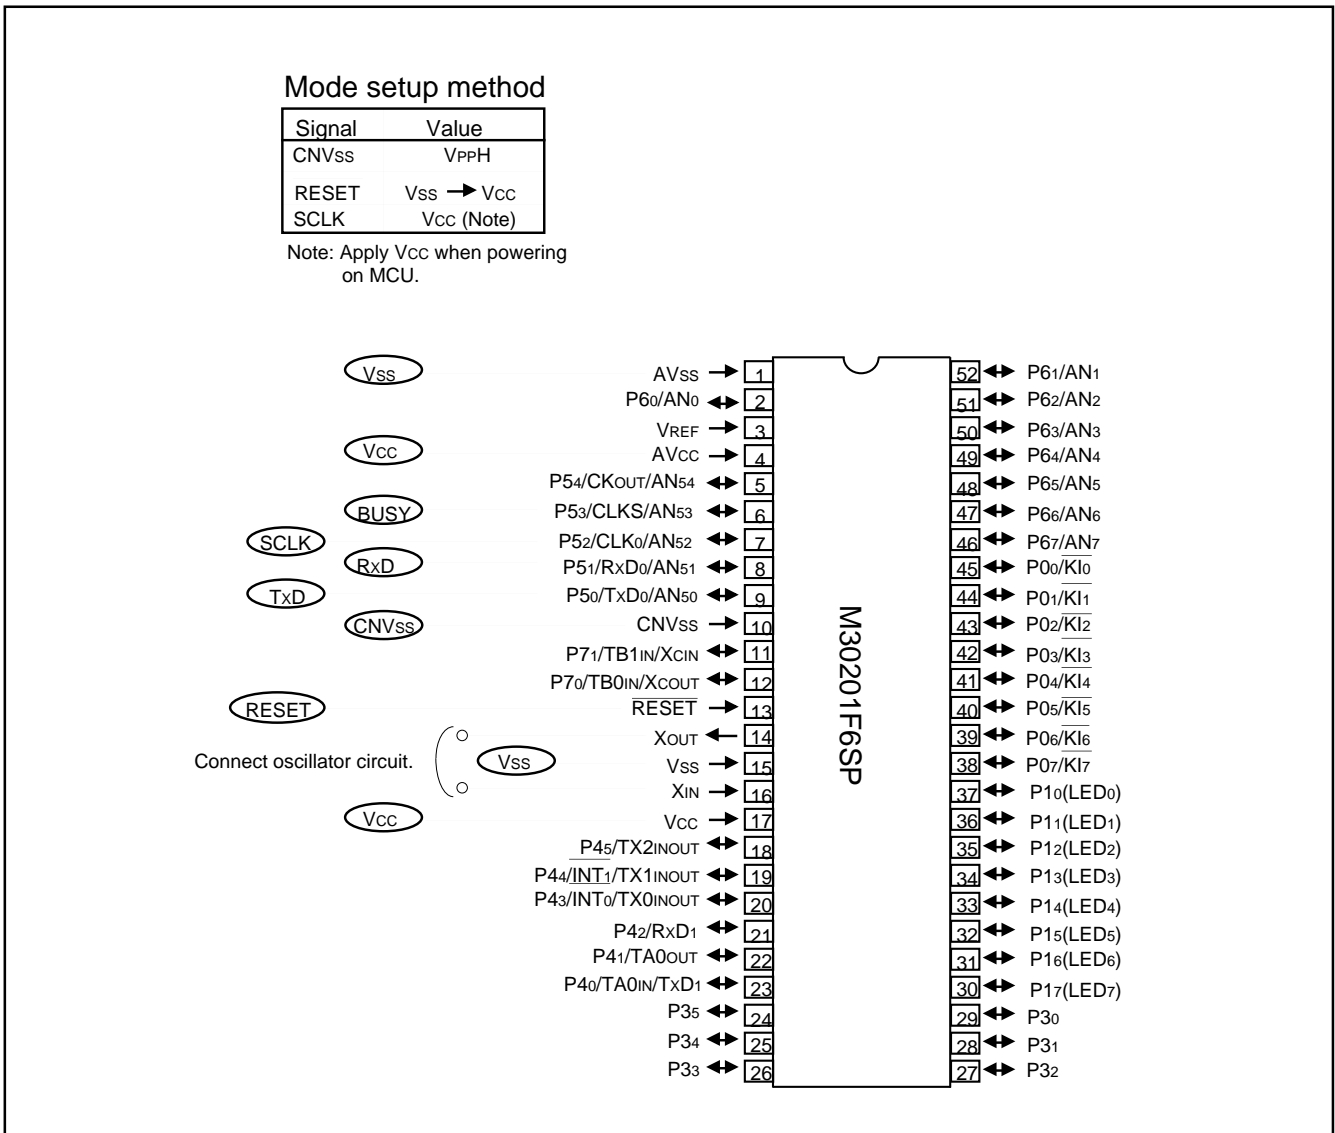 Mode setup method
Signal Value
CNVss VPPH
RESET Vss → Vcc
SCLK Vcc (Note)
Note: Apply Vcc when powering
on MCU.
Vss AVss 1 52 P61/AN1
P60/AN0 2 51 P62/AN2
VREF 3 50 P63/AN3
Vcc AVcc 4 49 P64/AN4
P54/CKOUT/AN54 5 48 P65/AN5
BUSY P53/CLKS/AN53 6 47 P66/AN6
SCLK P52/CLK0/AN52 7 46 P67/AN7
RxD P51/RxD0/AN51 8 45 P00/KI0
TxD P50/TxD0/AN50 9 44 P01/KI1
CNVss CNVss 10 43 P02/KI2
P71/TB1IN/XCIN 11 42 P03/KI3
P70/TB0IN/XCOUT 12 41 P04/KI4
RESET RESET 13 40 P05/KI5
XOUT 14 39 P06/KI6
Connect oscillator circuit. Vss Vss 15 38 P07/KI7
XIN 16 37 P10(LED0)
Vcc Vcc 17 36 P11(LED1)
P45/TX2INOUT 18 35 P12(LED2)
P44/INT1/TX1INOUT 19 34 P13(LED3)
P43/INT0/TX0INOUT 20 33 P14(LED4)
P42/RxD1 21 32 P15(LED5)
P41/TA0OUT 22 31 P16(LED6)
P40/TA0IN/TxD1 23 30 P17(LED7)
P35 24 29 P30
P34 25 28 P31
P33 26 27 P32
M30201F6SP